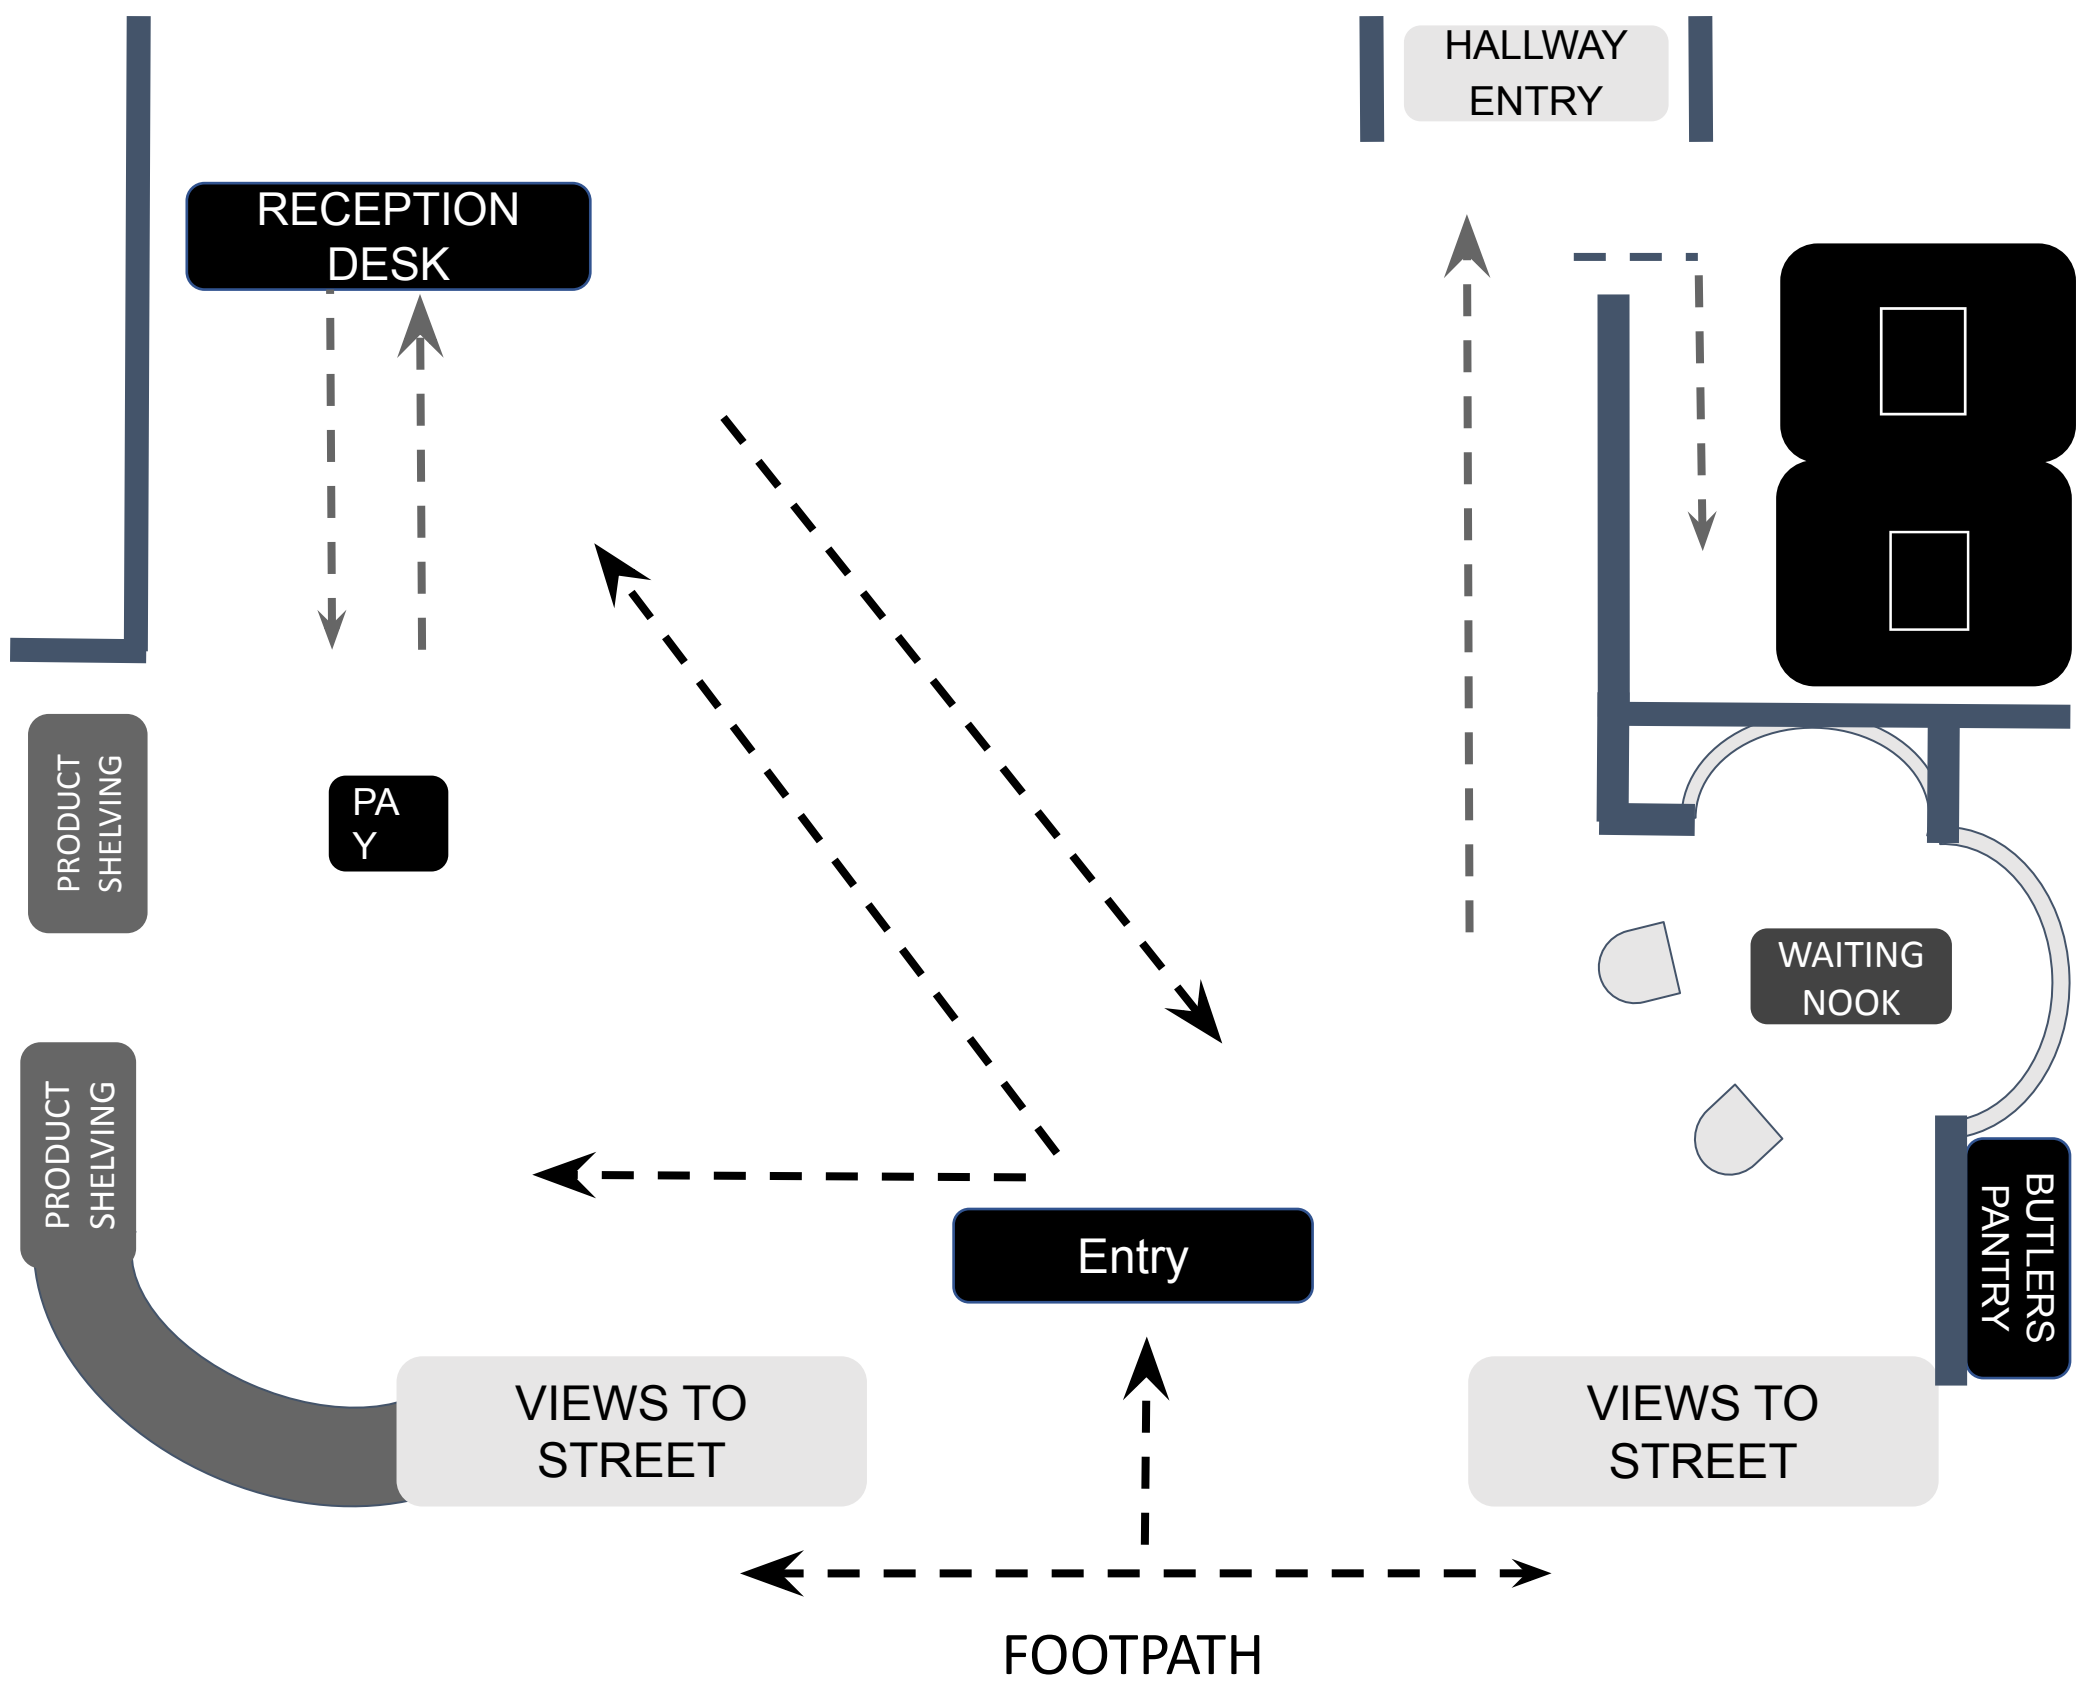 HALLWAY
ENTRY
RECEPTION
DESK
PRODUCT
SHELVING
PA
Y
WAITING
NOOK
PRODUCT
SHELVING
BUTLERS
PANTRY
Entry
VIEWS TO
STREET
VIEWS TO
STREET
FOOTPATH